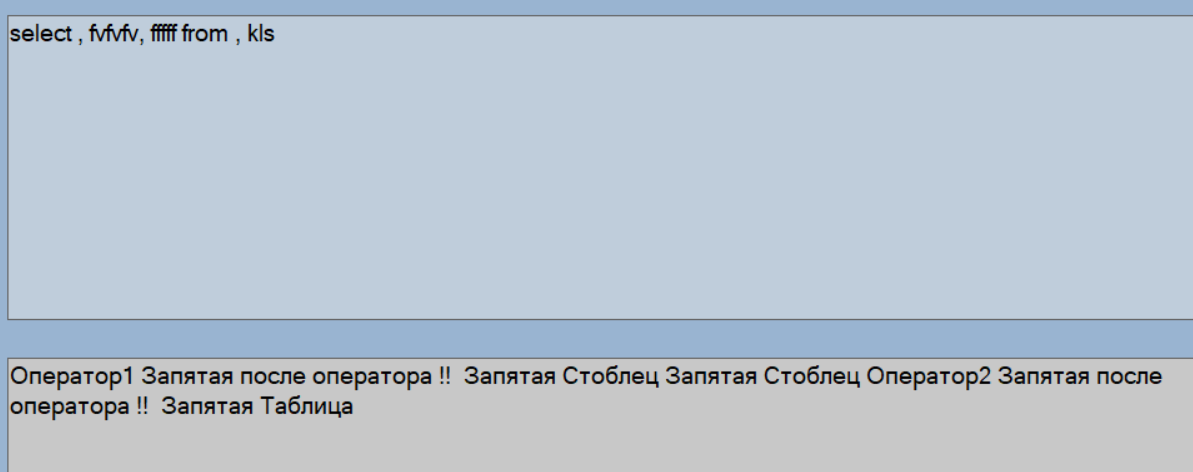 select , fvfvfv, fffff from , kls
Оператор1 Запятая после оператора !!  Запятая Стоблец Запятая Стоблец Оператор2 Запятая после
оператора !!  Запятая Таблица